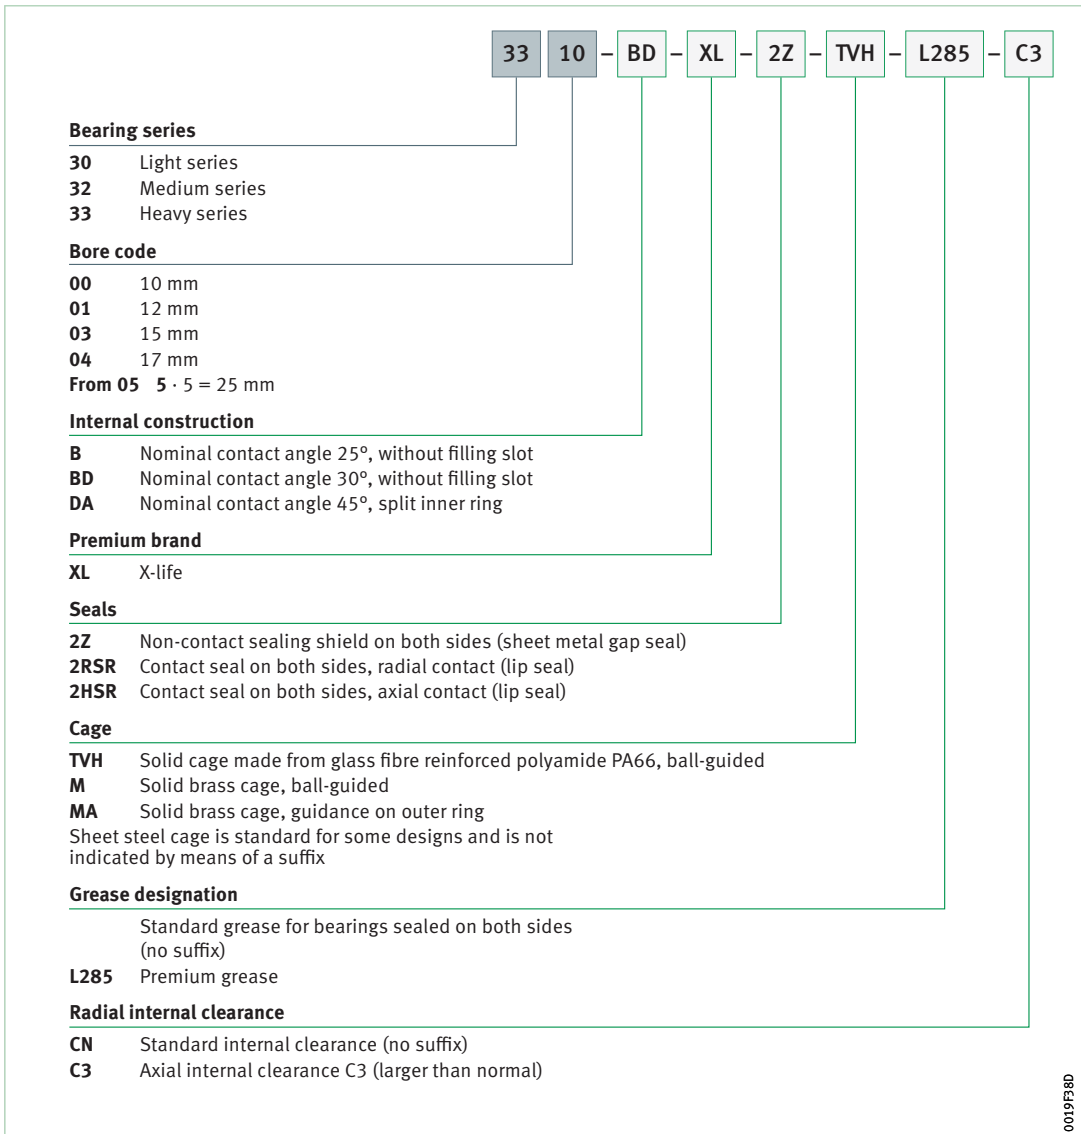 33 10 – BD – XL – 2Z – TVH – L285 – C3
Bearing series
30 Light series
32 Medium series
33 Heavy series
Bore code
00 10 mm
01 12 mm
03 15 mm
04 17 mm
From 05 5 · 5 = 25 mm
Internal construction
B Nominal contact angle 25°, without filling slot
BD Nominal contact angle 30°, without filling slot
DA Nominal contact angle 45°, split inner ring
Premium brand
XL X-life
Seals
2Z Non-contact sealing shield on both sides (sheet metal gap seal)
2RSR Contact seal on both sides, radial contact (lip seal)
2HSR Contact seal on both sides, axial contact (lip seal)
Cage
TVH Solid cage made from glass fibre reinforced polyamide PA66, ball-guided
M Solid brass cage, ball-guided
MA Solid brass cage, guidance on outer ring
Sheet steel cage is standard for some designs and is not
indicated by means of a suffix
Grease designation
Standard grease for bearings sealed on both sides
(no suffix)
L285 Premium grease
Radial internal clearance
CN Standard internal clearance (no suffix)
C3 Axial internal clearance C3 (larger than normal)
0019F38D